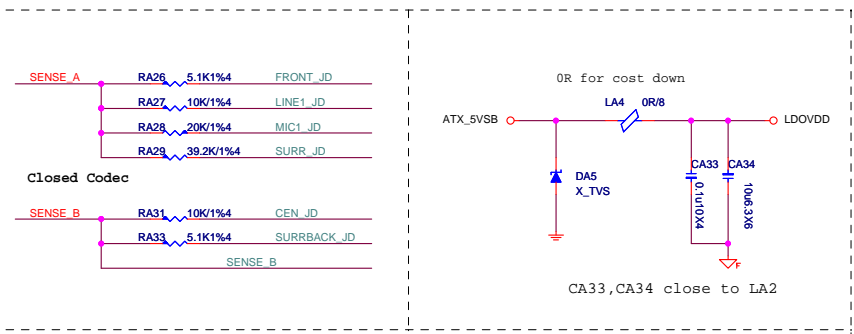 SENSE_A
RA26 5.1K1%4 FRONT_JD
RA27 10K/1%4 LINE1_JD
RA28 20K/1%4 MIC1_JD
RA29 39.2K/1%4 SURR_JD
Closed Codec
SENSE_B
RA31 10K/1%4 CEN_JD
RA33 5.1K1%4 SURRBACK_JD
SENSE_B
0R for cost down
LA4 0R/8
ATX_5VSB
LDOVDD
DA5
X_TVS
CA33
0.1u10X4
CA34
10u6.3X6
F
CA33,CA34 close to LA2